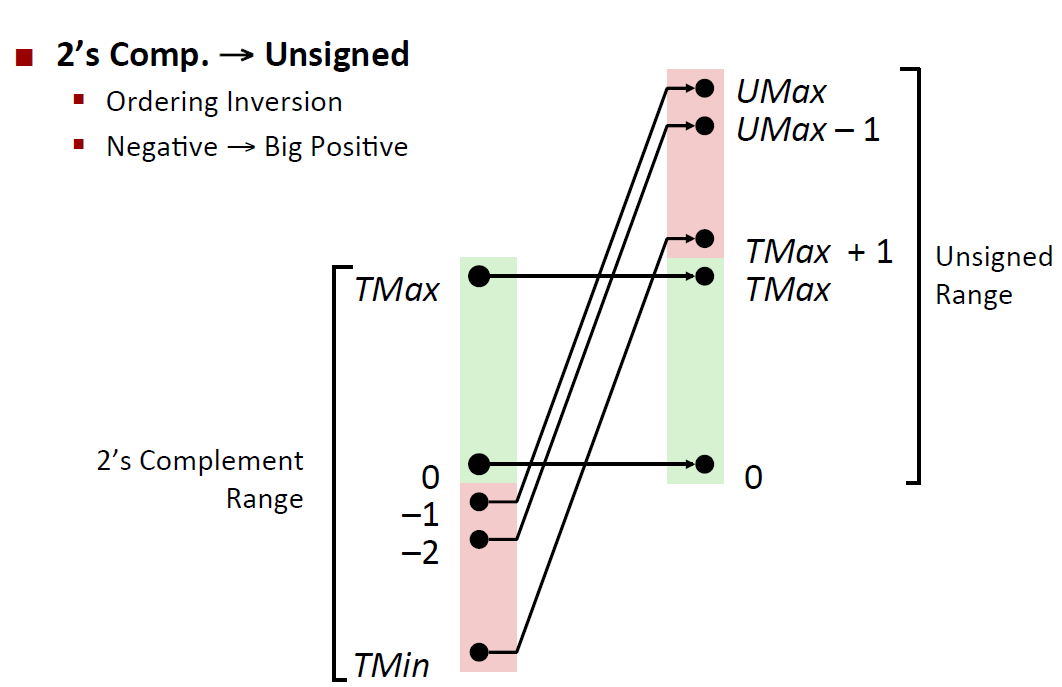 2's Comp. → Unsigned
Ordering Inversion
Negative → Big Positive
UMax
UMax – 1
TMax + 1
TMax
Unsigned
Range
TMax
2's Complement
Range
0
–1
–2
TMin
0